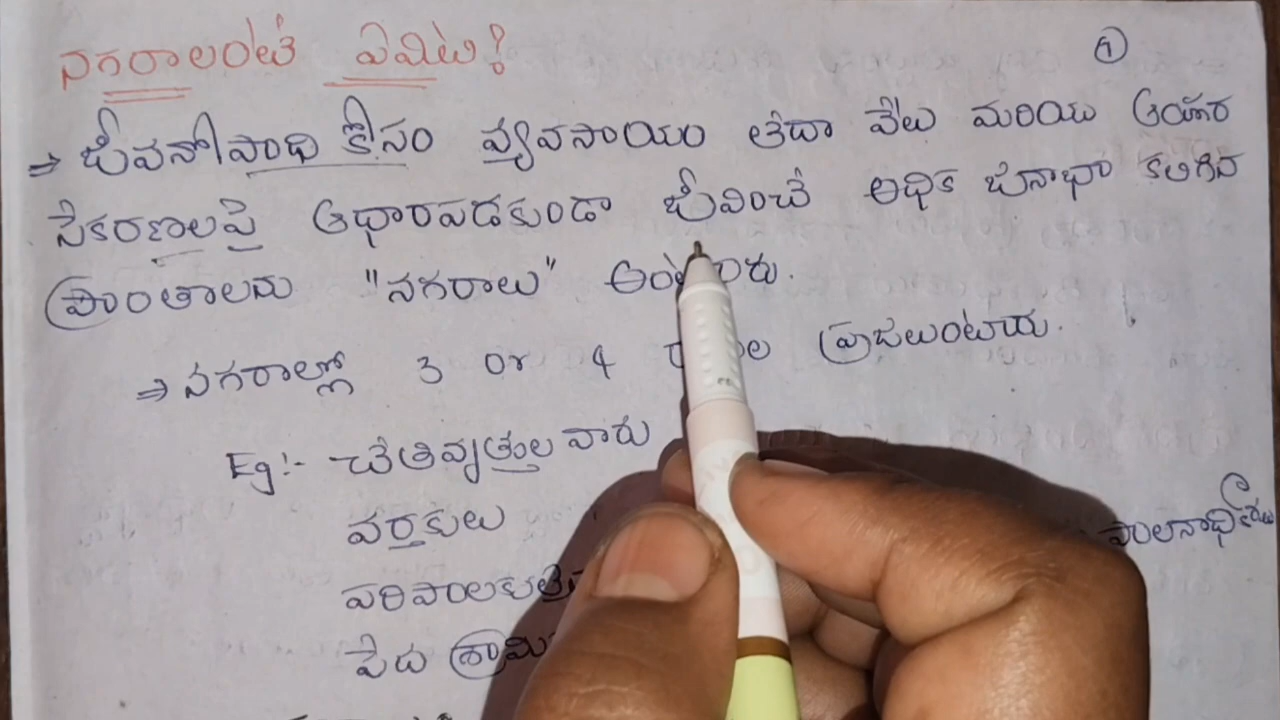 నగరాలంటే ఏమిటి?
①
⇒ జీవనోపాధి కోసం వ్యవసాయం లేదా వేట మరియు ఆహార
సేకరణలపై ఆధారపడకుండా జీవించే అధిక జనాభా కలిగిన
ప్రాంతాలను "నగరాలు" అంటారు.
⇒ నగరాల్లో 3 or 4 ప్రజలుంటారు.
Eg:- చేతివృత్తుల వారు
వర్తకులు
పాలనాధికారులు
పేద